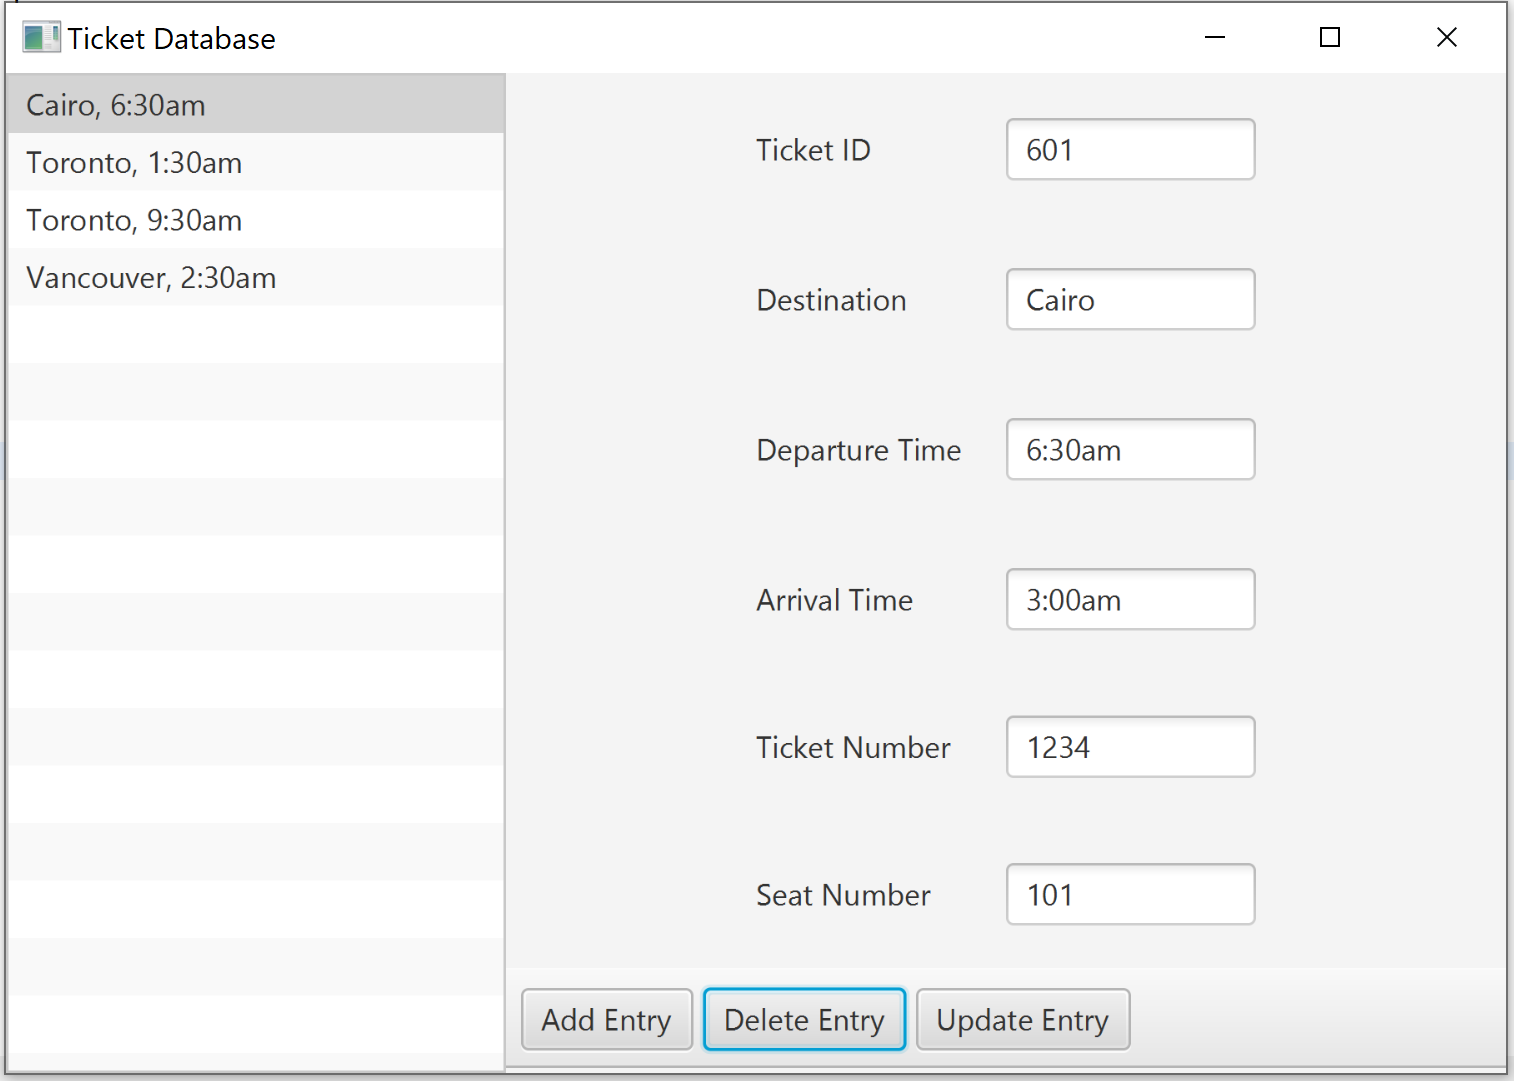 Ticket Database
Cairo, 6:30am
Toronto, 1:30am
Toronto, 9:30am
Vancouver, 2:30am
Ticket ID 601
Destination Cairo
Departure Time 6:30am
Arrival Time 3:00am
Ticket Number 1234
Seat Number 101
Add Entry Delete Entry Update Entry